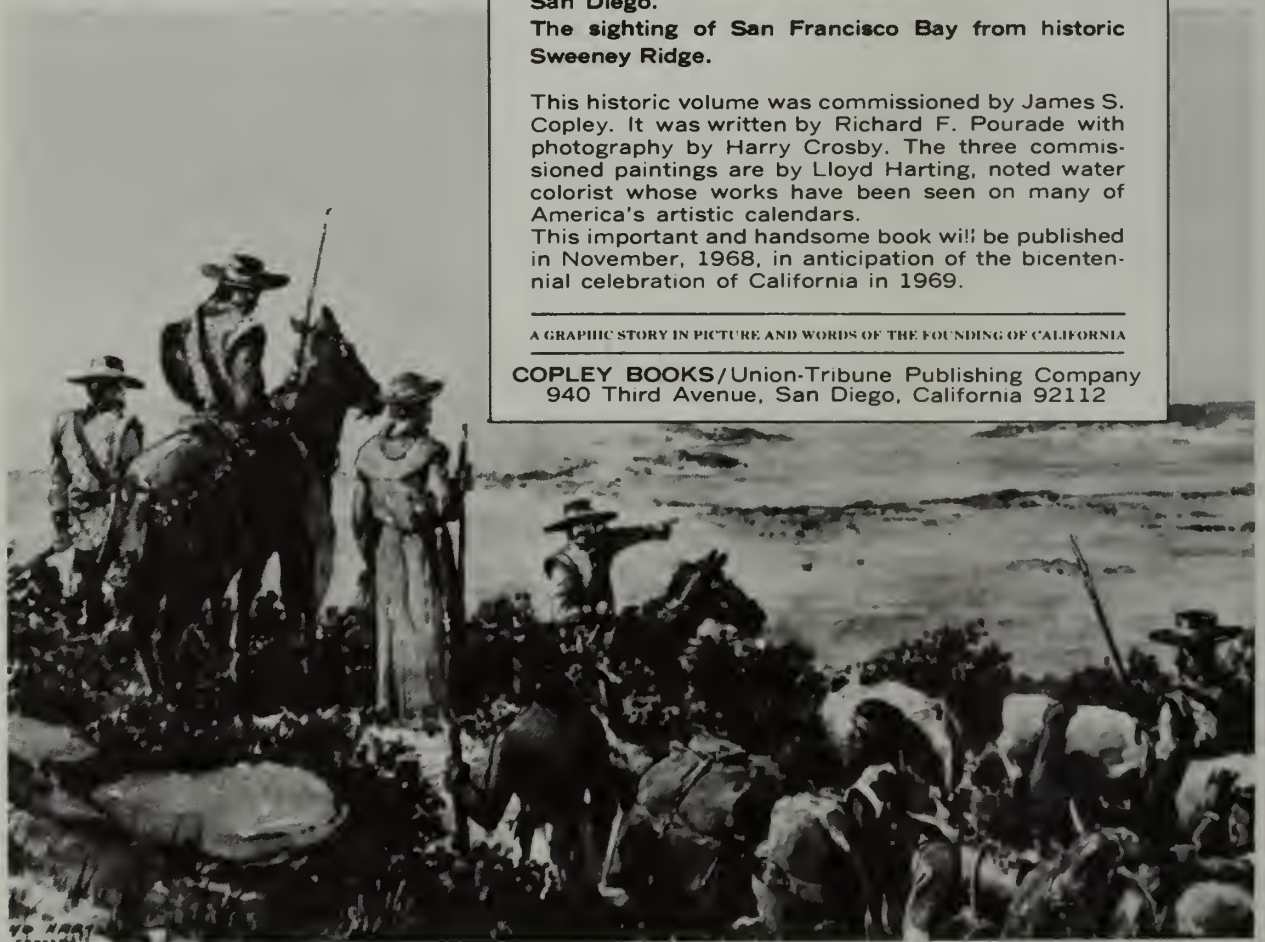 San Diego.
The sighting of San Francisco Bay from historic
Sweeney Ridge.
This historic volume was commissioned by James S.
Copley. It was written by Richard F. Pourade with
photography by Harry Crosby. The three commis-
sioned paintings are by Lloyd Harting, noted water
colorist whose works have been seen on many of
America's artistic calendars.
This important and handsome book will be published
in November, 1968, in anticipation of the bicenten-
nial celebration of California in 1969.
A GRAPHIC STORY IN PICTURE AND WORDS OF THE FOUNDING OF CALIFORNIA
COPLEY BOOKS/Union-Tribune Publishing Company
940 Third Avenue, San Diego, California 92112